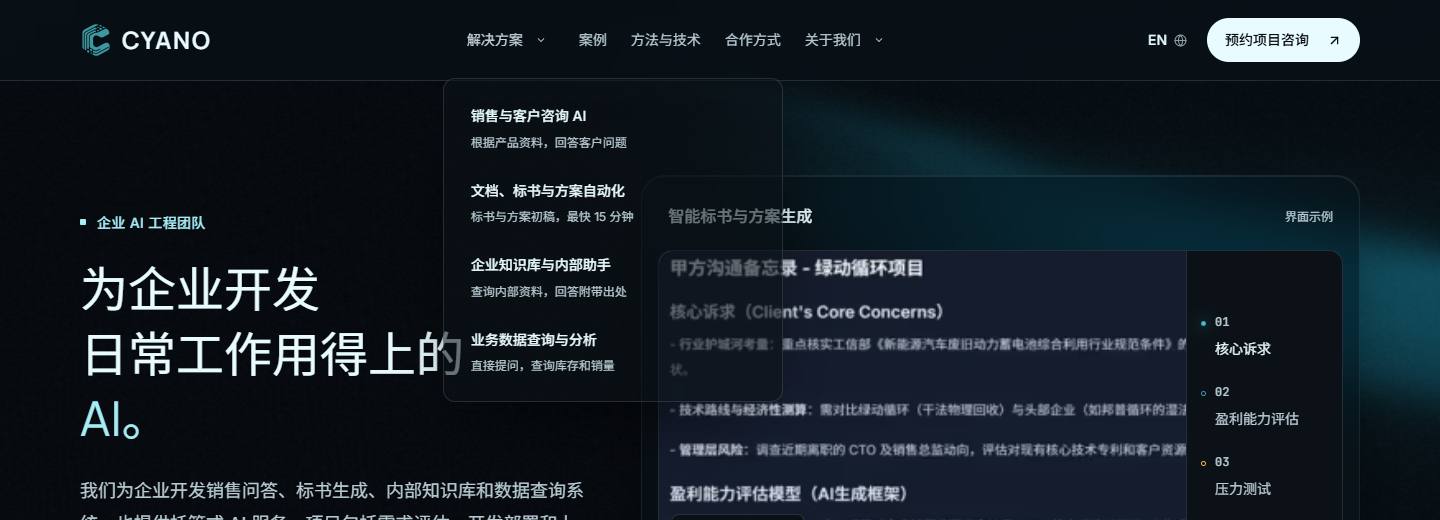 CYANO
解决方案
案例
方法与技术
合作方式
关于我们
EN
预约项目咨询
销售与客户咨询 AI
根据产品资料，回答客户问题
文档、标书与方案自动化
标书与方案初稿，最快 15 分钟
企业知识库与内部助手
查询内部资料，回答附带出处
业务数据查询与分析
直接提问，查询库存和销量
企业 AI 工程团队
为企业开发
日常工作用得上的
AI。
我们为企业开发销售问答、标书生成、内部知识库和数据查询系
智能标书与方案生成
界面示例
甲方沟通备忘录 - 绿动循环项目
核心诉求（Client's Core Concerns）
- 行业护城河考量：重点核实工信部《新能源汽车废旧动力蓄电池综合利用行业规范条件》的
状。
- 技术路线与经济性测算：需对比绿动循环（干法物理回收）与头部企业（如邦普循环的湿法
- 管理层风险：调查近期离职的 CTO 及销售总监动向，评估对现有核心技术专利和客户资源
盈利能力评估模型（AI生成框架）
01
核心诉求
02
盈利能力评估
03
压力测试